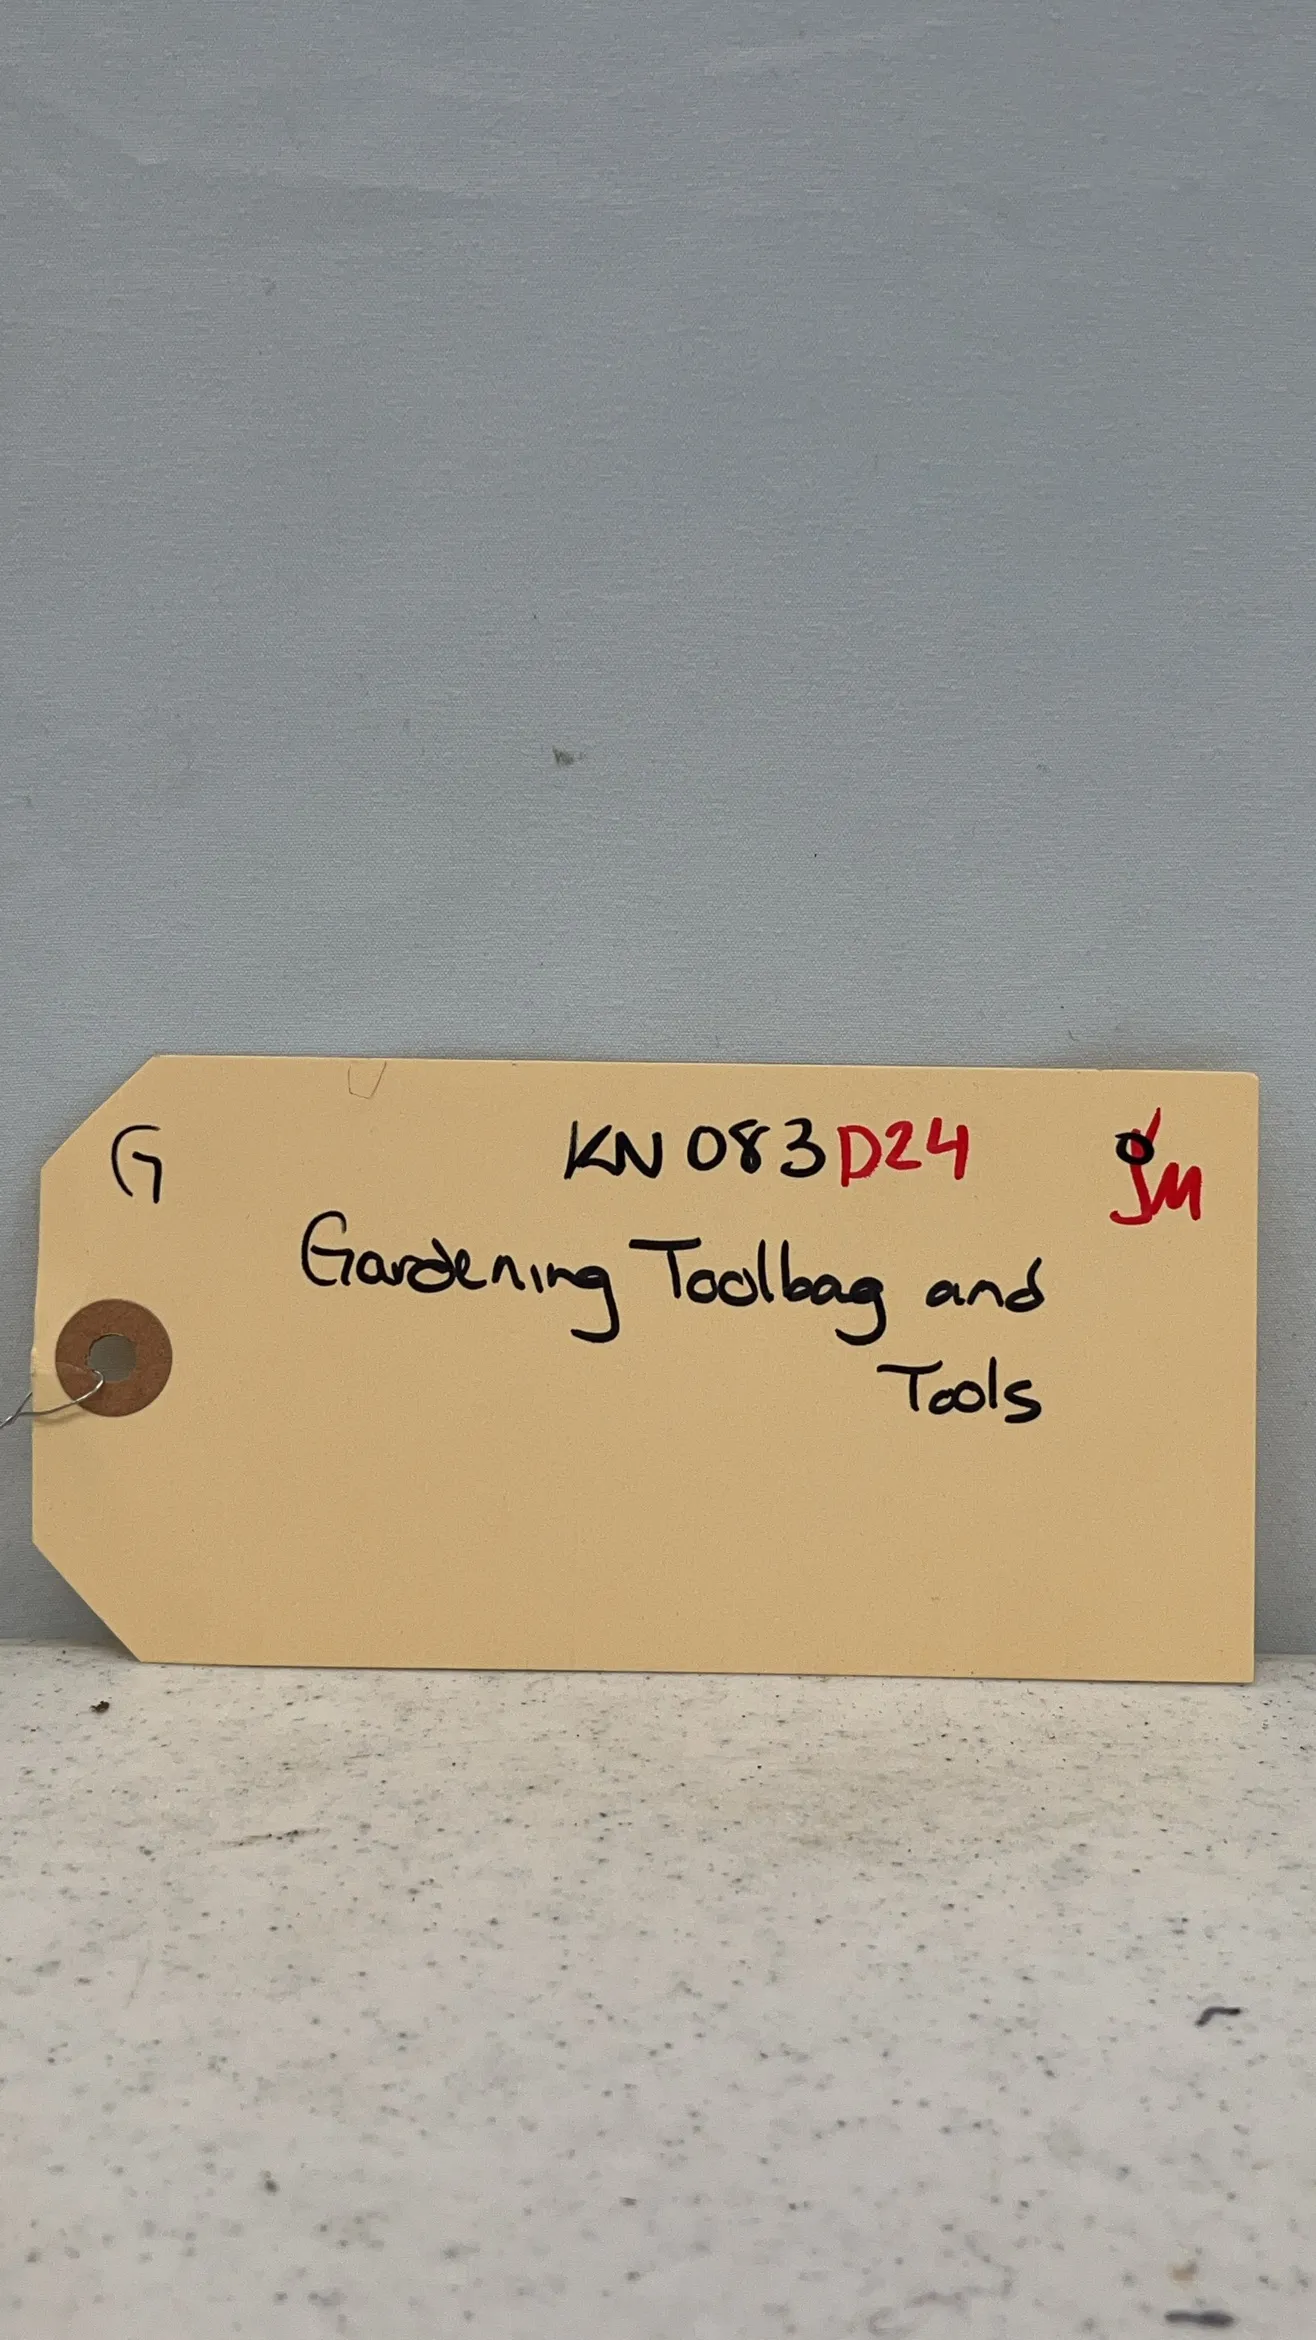 G
KN083D24
JM
Gardening Toolbag and
Tools